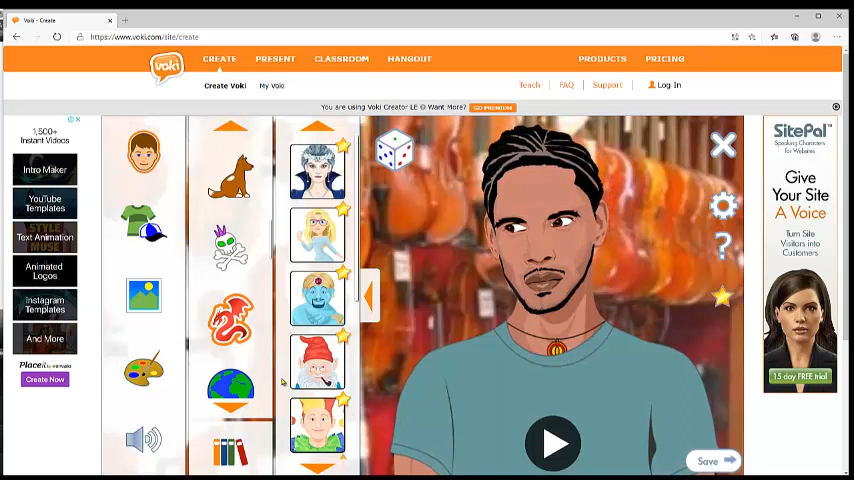 Voki - Create
https://www.voki.com/site/create
voki
CREATE
PRESENT
CLASSROOM
HANGOUT
PRODUCTS
PRICING
Create Voki
My Voki
Teach
FAQ
Support
Log In
You are using Voki Creator LE
Want More?
GO PREMIUM
1,500+
Instant Videos
Intro Maker
YouTube
Templates
Text Animation
Animated
Logos
Instagram
Templates
And More
Placeit
Create Now
SitePal
Speaking Characters
for Websites
Give
Your Site
A Voice
Turn Site
Visitors into
Customers
15 day FREE trial
?
Save